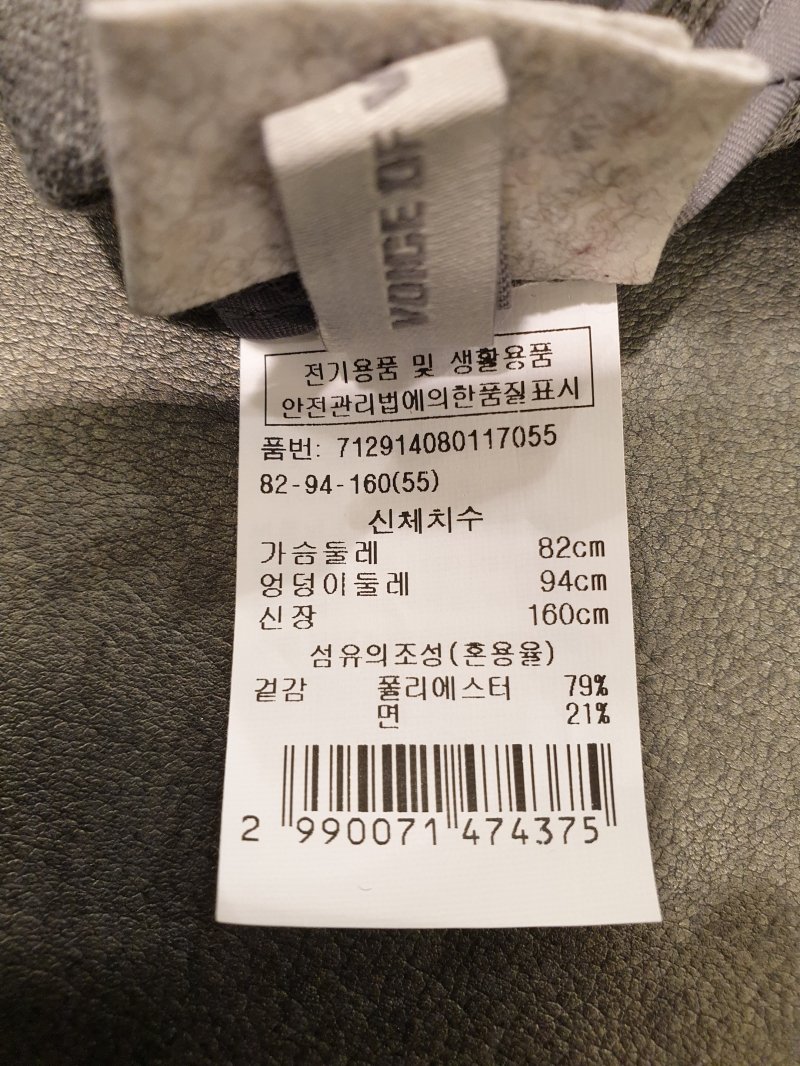 VOICE OF
전기용품 및 생활용품
안전관리법에의한품질표시
품번: 712914080117055
82-94-160(55)
신체치수
가슴둘레 82cm
엉덩이둘레 94cm
신장 160cm
섬유의조성(혼용율)
겉감 폴리에스터 79%
면 21%
2 990071 474375